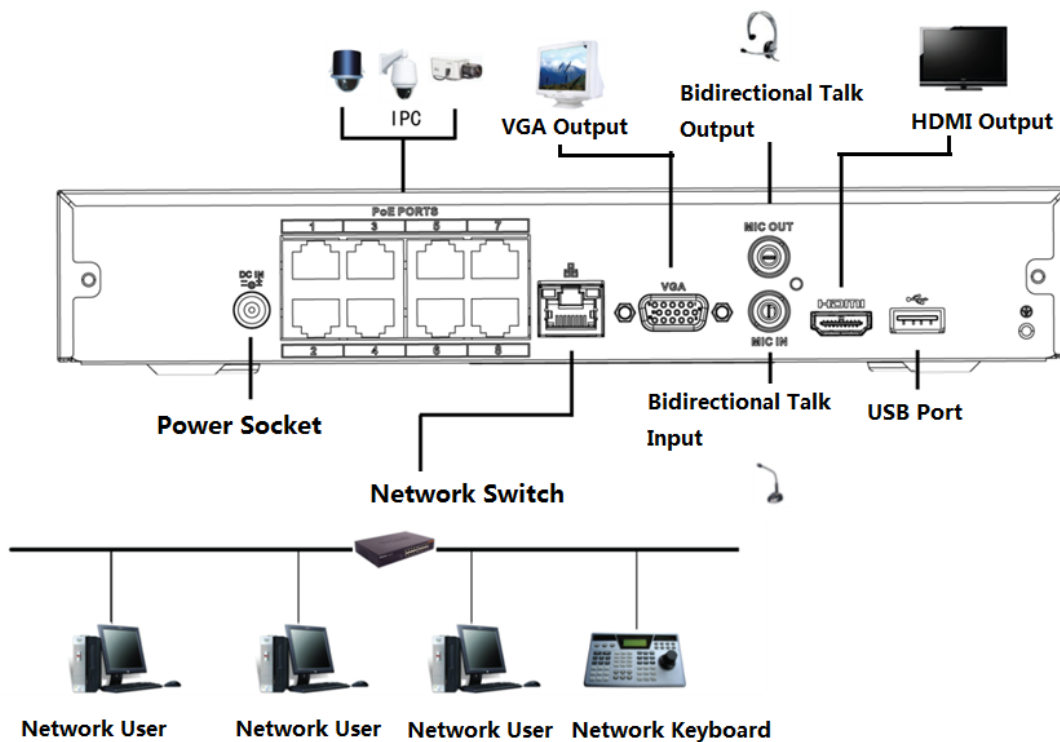 IPC
VGA Output
Bidirectional Talk
Output
HDMI Output
PoE PORTS
1 3 5 7
DC IN
VGA
MIC OUT
HDMI
MIC IN
2 4 6 8
Power Socket
Bidirectional Talk
Input
USB Port
Network Switch
Network User
Network User
Network User
Network Keyboard